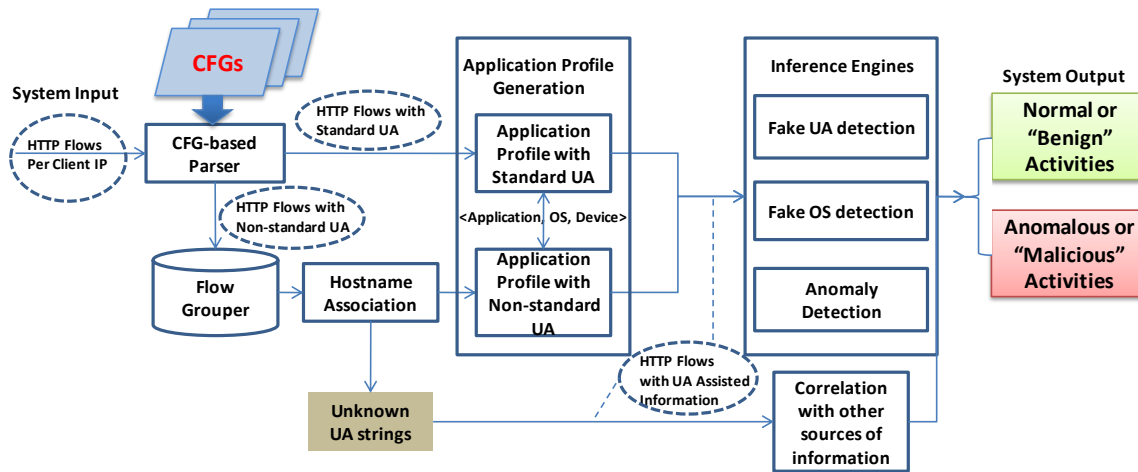 CFGs
System Input
HTTP Flows
Per Client IP
CFG-based
Parser
HTTP Flows with
Standard UA
HTTP Flows with
Non-standard UA
Flow
Grouper
Hostname
Association
Unknown
UA strings
Application Profile
Generation
Application
Profile with
Standard UA
<Application, OS, Device>
Application
Profile with
Non-standard
UA
HTTP Flows
with UA Assisted
Information
Inference Engines
Fake UA detection
Fake OS detection
Anomaly
Detection
Correlation
with other
sources of
information
System Output
Normal or
“Benign”
Activities
Anomalous or
“Malicious”
Activities